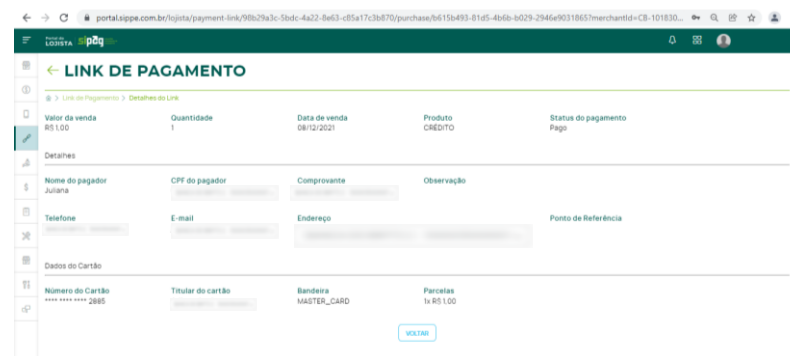 portal.sippe.com.br/lojista/payment-link/98b29a3c-5bdc-4a22-8e63-c85a17c3b870/purchase/b615b493-81d5-4b6b-b029-2946e9031865?merchantId=CB-101830...
Portal do
LOJISTA sipag
← LINK DE PAGAMENTO
> Link de Pagamento > Detalhes do Link
Valor da venda Quantidade Data de venda Produto Status do pagamento
R$ 1,00 1 08/12/2021 CRÉDITO Pago
Detalhes
Nome do pagador CPF do pagador Comprovante Observação
Juliana
Telefone E-mail Endereço Ponto de Referência
Dados do Cartão
Número do Cartão Titular do cartão Bandeira Parcelas
**** **** **** 2885 MASTER_CARD 1x R$ 1,00
VOLTAR